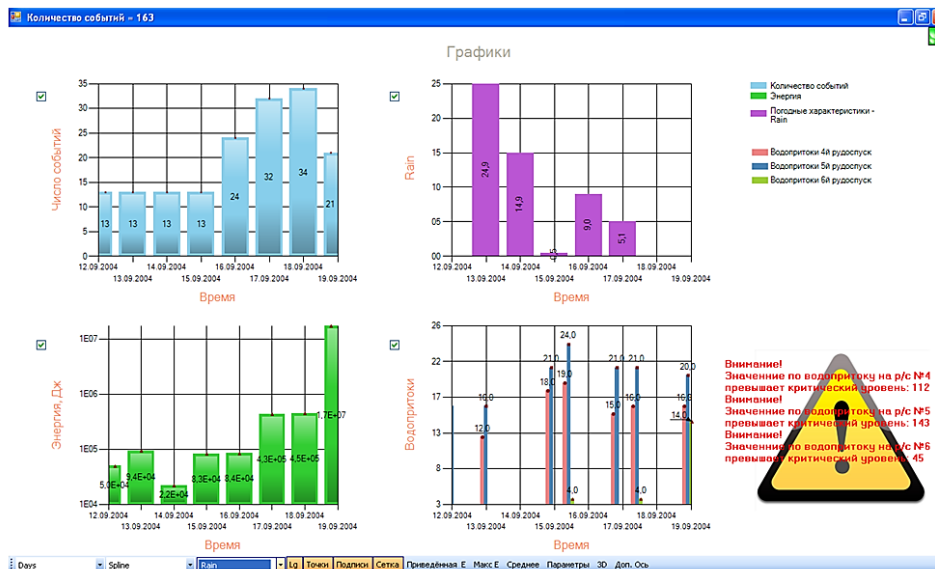 Количество событий = 163
Графики
Число событий
35
30
25
20
15
10
5
0
13
13
13
13
24
32
34
21
12.09.2004
14.09.2004
16.09.2004
18.09.2004
13.09.2004
15.09.2004
17.09.2004
19.09.2004
Время
Rain
25
20
15
10
05
00
24,9
14,9
9,0
5,1
12.09.2004
14.09.2004
16.09.2004
18.09.2004
13.09.2004
15.09.2004
17.09.2004
19.09.2004
Время
Количество событий
Энергия
Погодные характеристики -
Rain
Водопритоки 4й рудоспуск
Водопритоки 5й рудоспуск
Водопритоки 6й рудоспуск
Энергия, Дж
1E07
1E06
1E05
1E04
5,0E+04
9,4E+04
2,2E+04
8,3E+04
8,4E+04
4,3E+05
4,5E+05
1,7E+07
12.09.2004
14.09.2004
16.09.2004
18.09.2004
13.09.2004
15.09.2004
17.09.2004
19.09.2004
Время
Водопритоки
26
22
17
13
8
3
12,0
16,0
18,0
21,0
19,0
24,0
4,0
15,0
21,0
16,0
21,0
4,0
16,0
20,0
14,0
12.09.2004
14.09.2004
16.09.2004
18.09.2004
13.09.2004
15.09.2004
17.09.2004
19.09.2004
Время
Внимание!
Значенние по водопритоку на р/с №4
превышает критический уровень: 112
Внимание!
Значенние по водопритоку на р/с №5
превышает критический уровень: 143
Внимание!
Значенние по водопритоку на р/с №6
превышает критический уровень: 45
Days Spline Rain Lg Точки Подписи Сетка Приведённая E Макс E Среднее Параметры 3D Доп. Ось